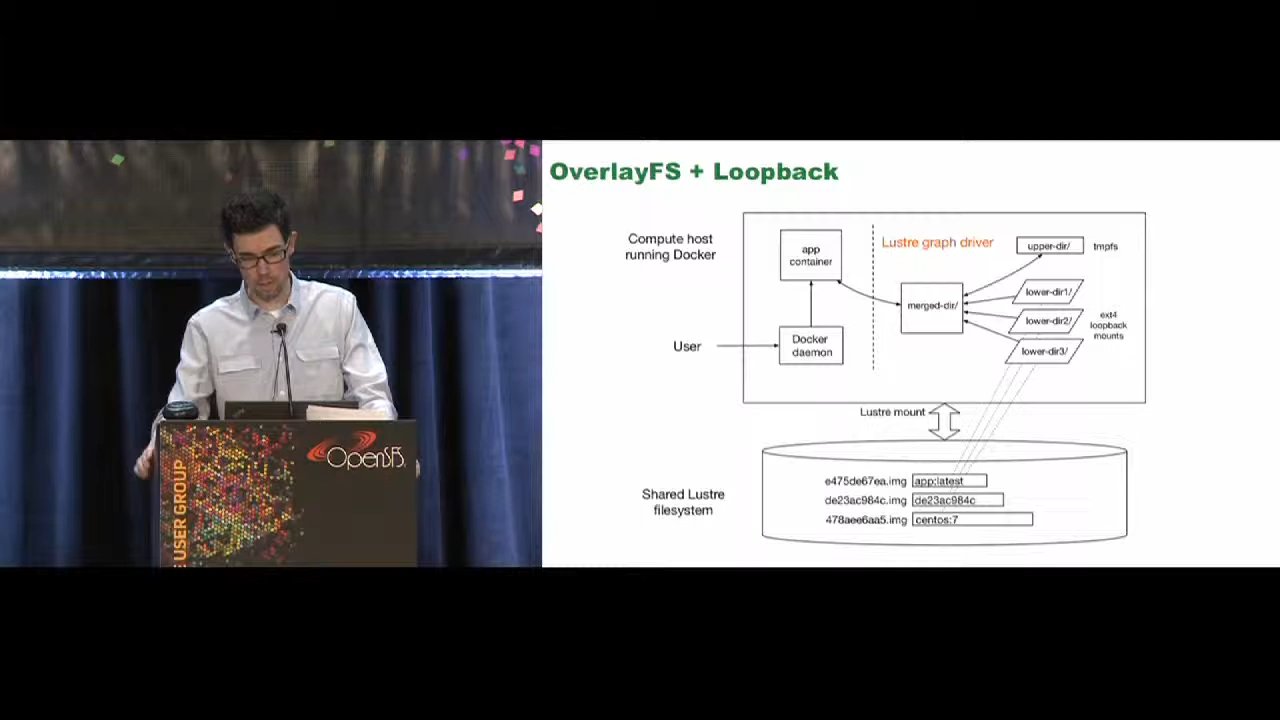 OverlayFS + Loopback
Compute host
running Docker
app
container
Lustre graph driver
upper-dir/
tmpfs
lower-dir1/
merged-dir/
lower-dir2/
ext4
loopback
mounts
User
Docker
daemon
lower-dir3/
Lustre mount
Shared Lustre
filesystem
e475de67ea.img
app:latest
de23ac984c.img
de23ac984c
478aee6aa5.img
centos:7
OpenSFS
USER GROUP